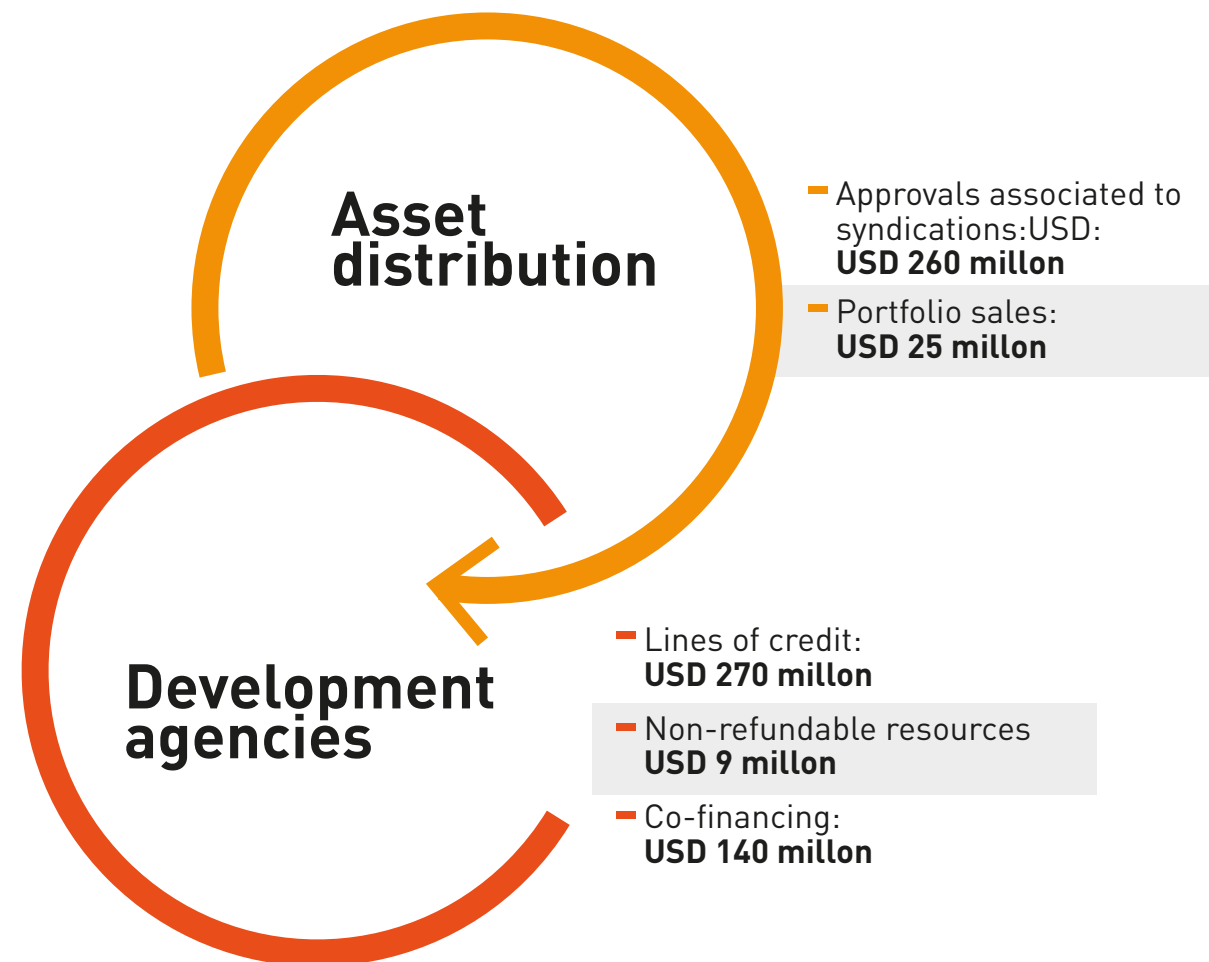 Asset
distribution
Approvals associated to
syndications:USD:
USD 260 millon
Portfolio sales:
USD 25 millon
Development
agencies
Lines of credit:
USD 270 millon
Non-refundable resources
USD 9 millon
Co-financing:
USD 140 millon